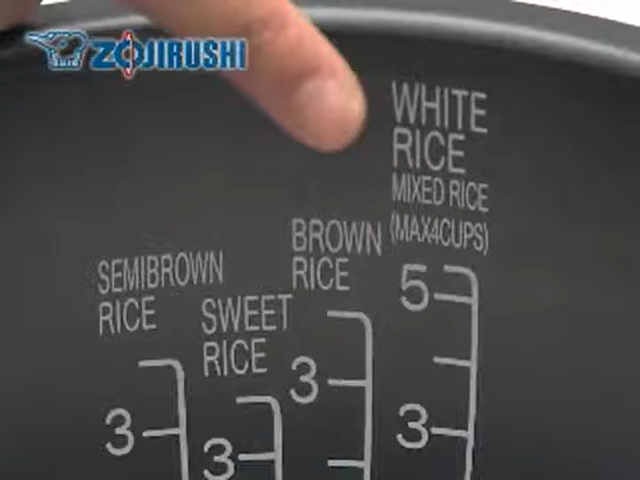 ZOJIRUSHI
WHITE
RICE
MIXED RICE
(MAX4CUPS)
BROWN
RICE
SEMIBROWN
RICE
SWEET
RICE
5
3
3
3
3